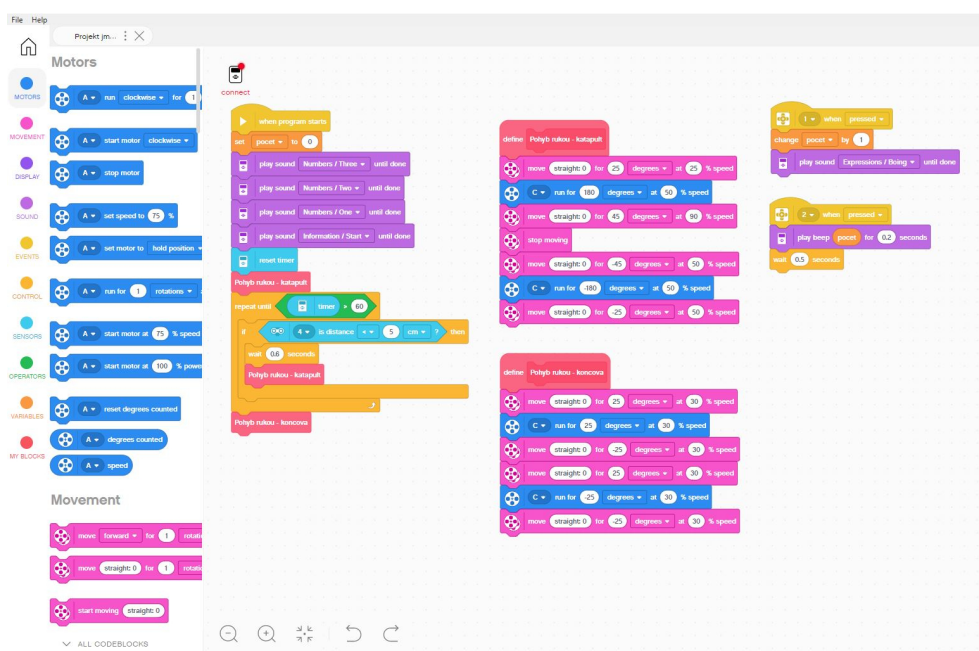 File Help
Projekt jm...
Motors
MOTORS
MOVEMENT
DISPLAY
SOUND
EVENTS
CONTROL
SENSORS
OPERATORS
VARIABLES
MY BLOCKS
A run clockwise for 1
A start motor clockwise
A stop motor
A set speed to 75 %
A set motor to hold position
A run for 1 rotations
A start motor at 75 % speed
A start motor at 100 % powe
A reset degrees counted
A degrees counted
A speed
Movement
move forward for 1 rotati
move straight: 0 for 1 rotatio
start moving straight: 0
ALL CODEBLOCKS
connect
when program starts
set pocet to 0
play sound Numbers / Three until done
play sound Numbers / Two until done
play sound Numbers / One until done
play sound Information / Start until done
reset timer
Pohyb rukou - katapult
repeat until timer > 60
if 4 is distance < 5 cm ? then
wait 0.6 seconds
Pohyb rukou - katapult
Pohyb rukou - koncova
define Pohyb rukou - katapult
move straight: 0 for 25 degrees at 25 % speed
C run for 180 degrees at 50 % speed
move straight: 0 for 45 degrees at 90 % speed
stop moving
move straight: 0 for -45 degrees at 50 % speed
C run for -180 degrees at 50 % speed
move straight: 0 for -25 degrees at 50 % speed
define Pohyb rukou - koncova
move straight: 0 for 25 degrees at 30 % speed
C run for 25 degrees at 30 % speed
move straight: 0 for -25 degrees at 30 % speed
move straight: 0 for 25 degrees at 30 % speed
C run for -25 degrees at 30 % speed
move straight: 0 for -25 degrees at 30 % speed
1 when pressed
change pocet by 1
play sound Expressions / Boing until done
2 when pressed
play beep pocet for 0.2 seconds
wait 0.5 seconds